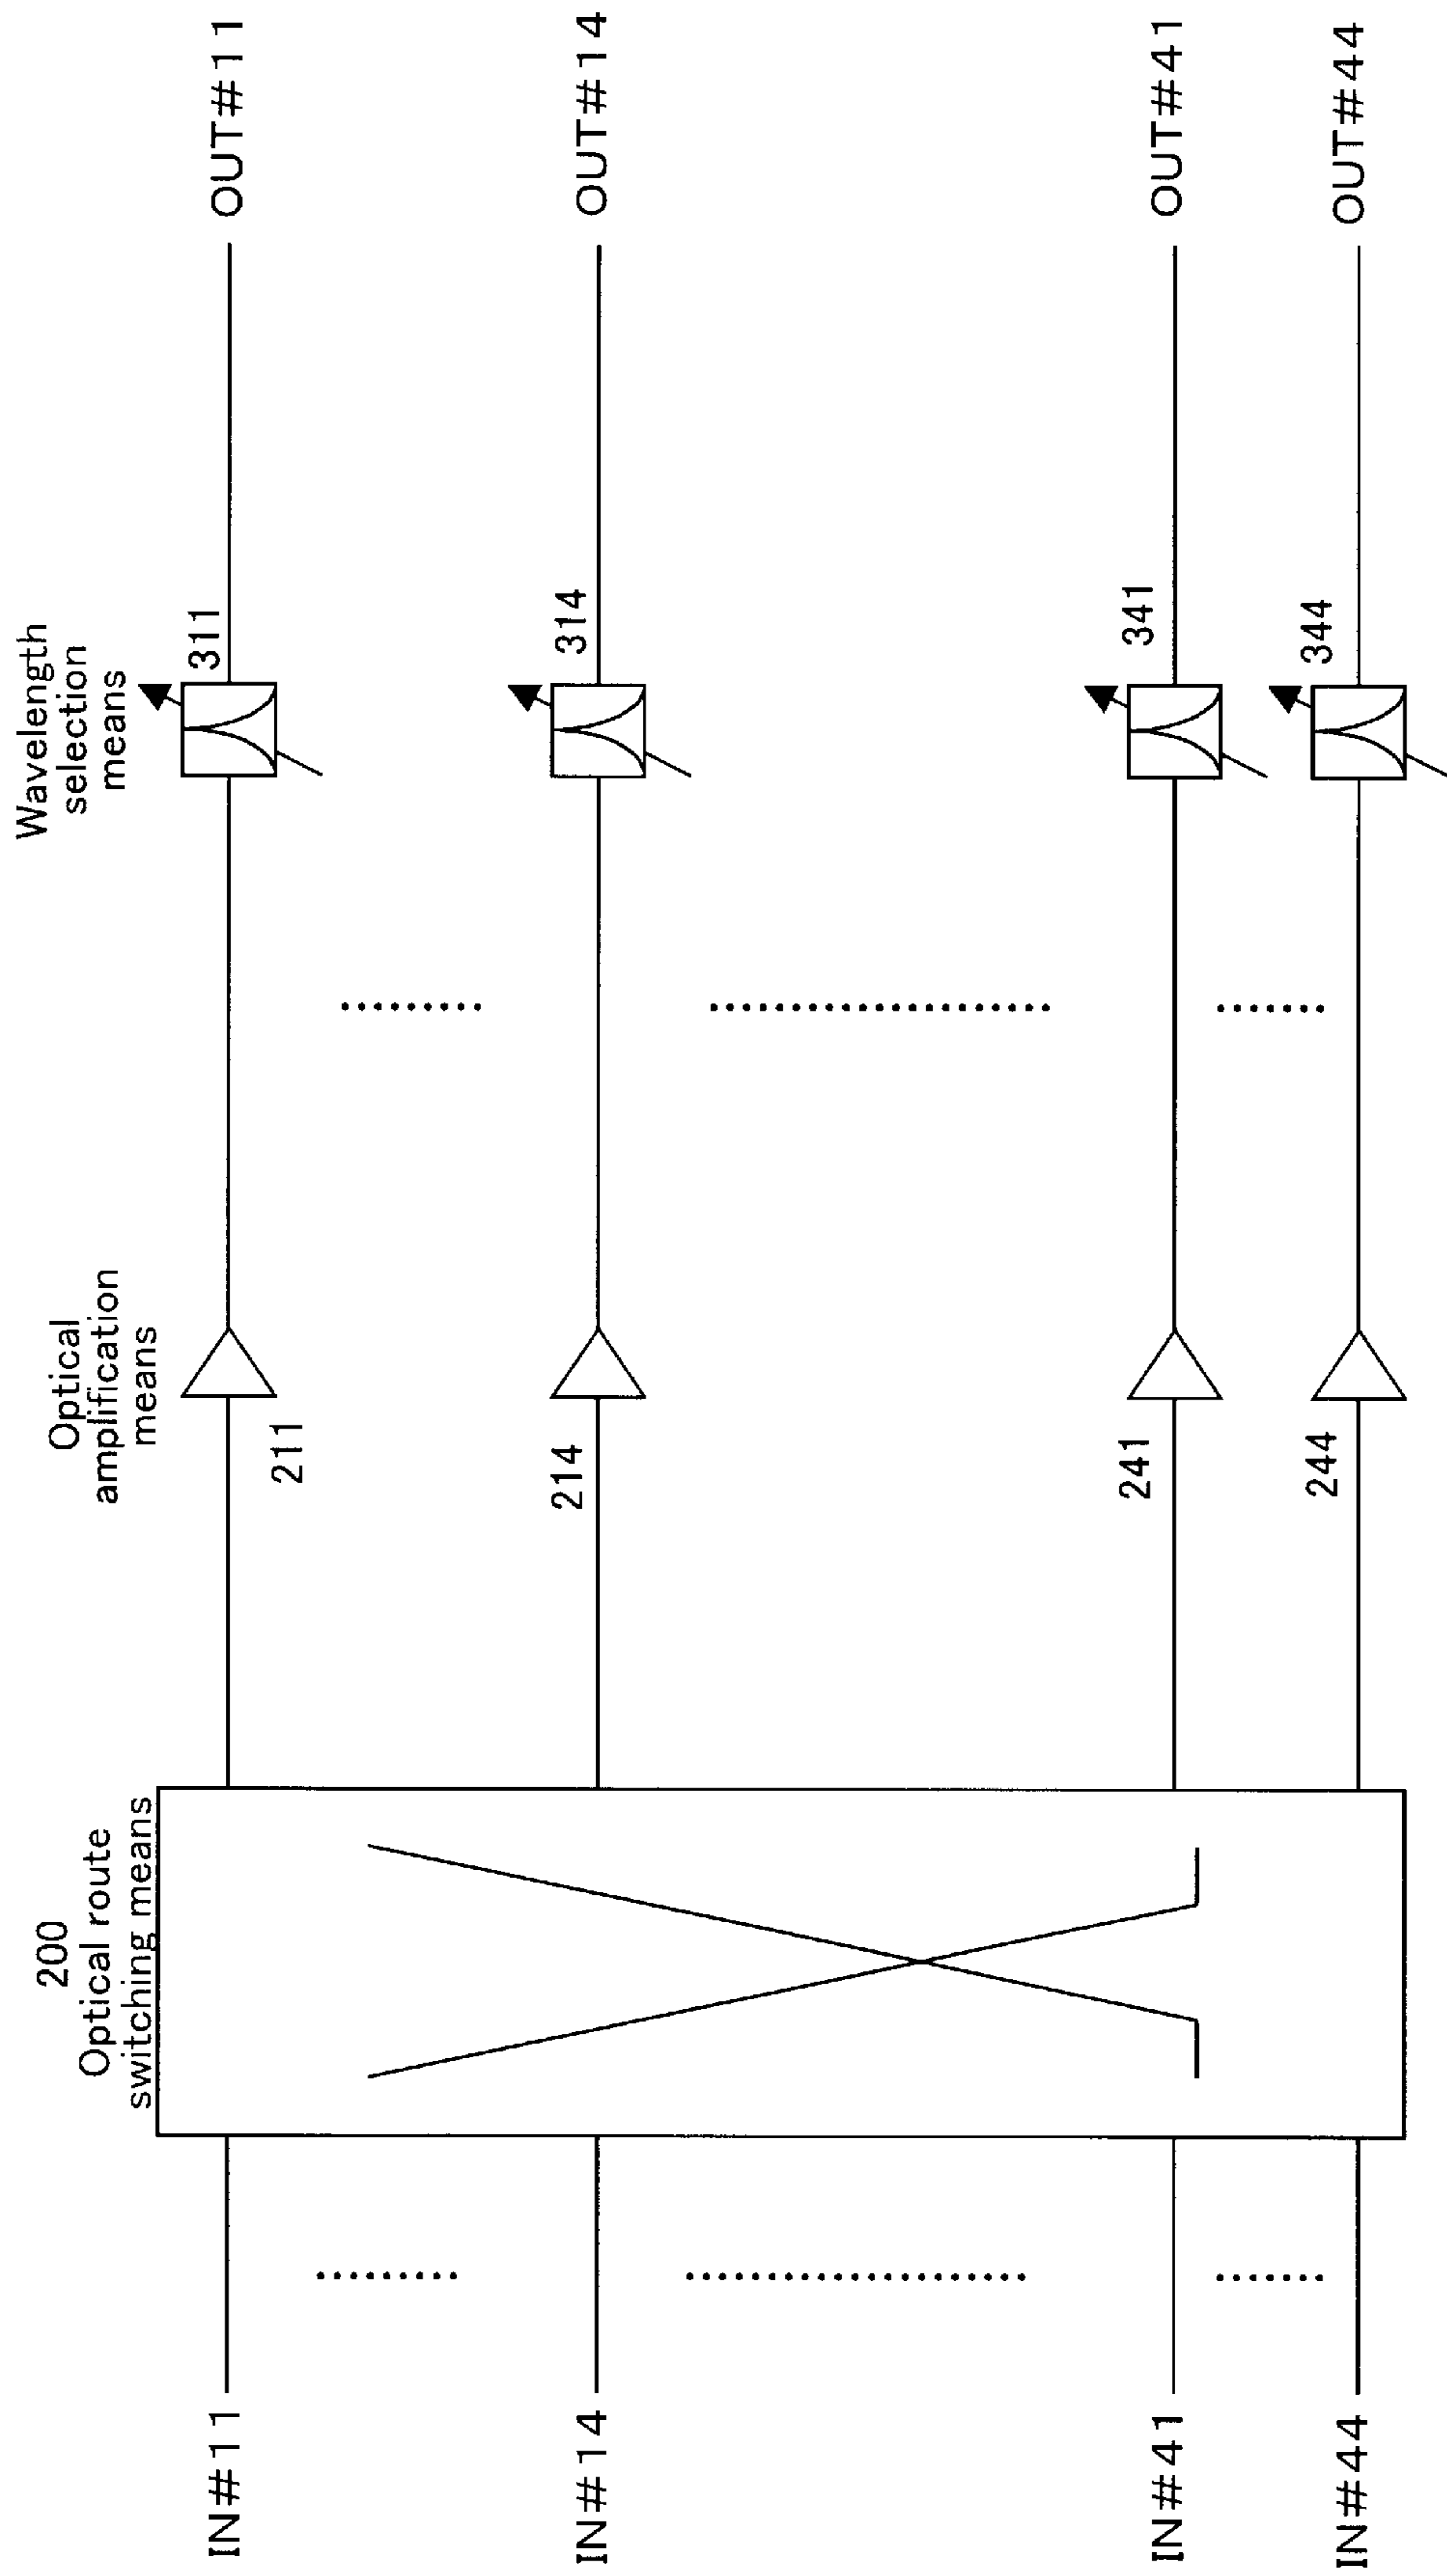 200
Optical route
switching means
Optical
amplification
means
Wavelength
selection
means
IN#11
211
311
OUT#11
IN#14
214
314
OUT#14
IN#41
241
341
OUT#41
IN#44
244
344
OUT#44